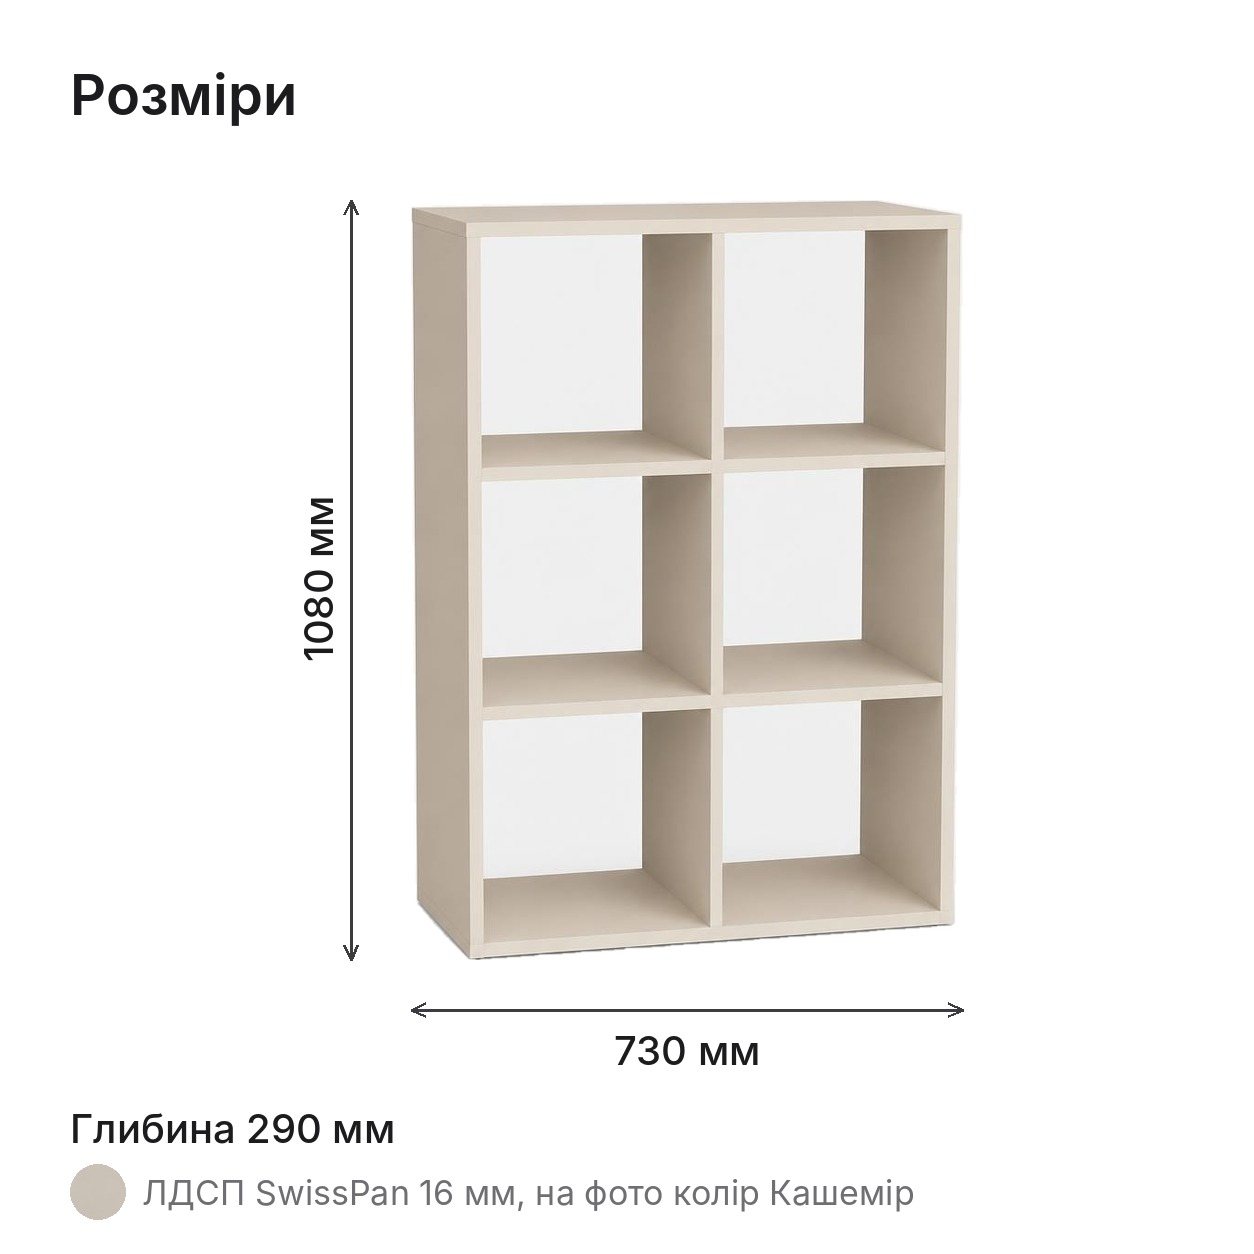 Розміри
1080 мм
730 мм
Глибина 290 мм
ЛДСП SwissPan 16 мм, на фото колір Кашемір